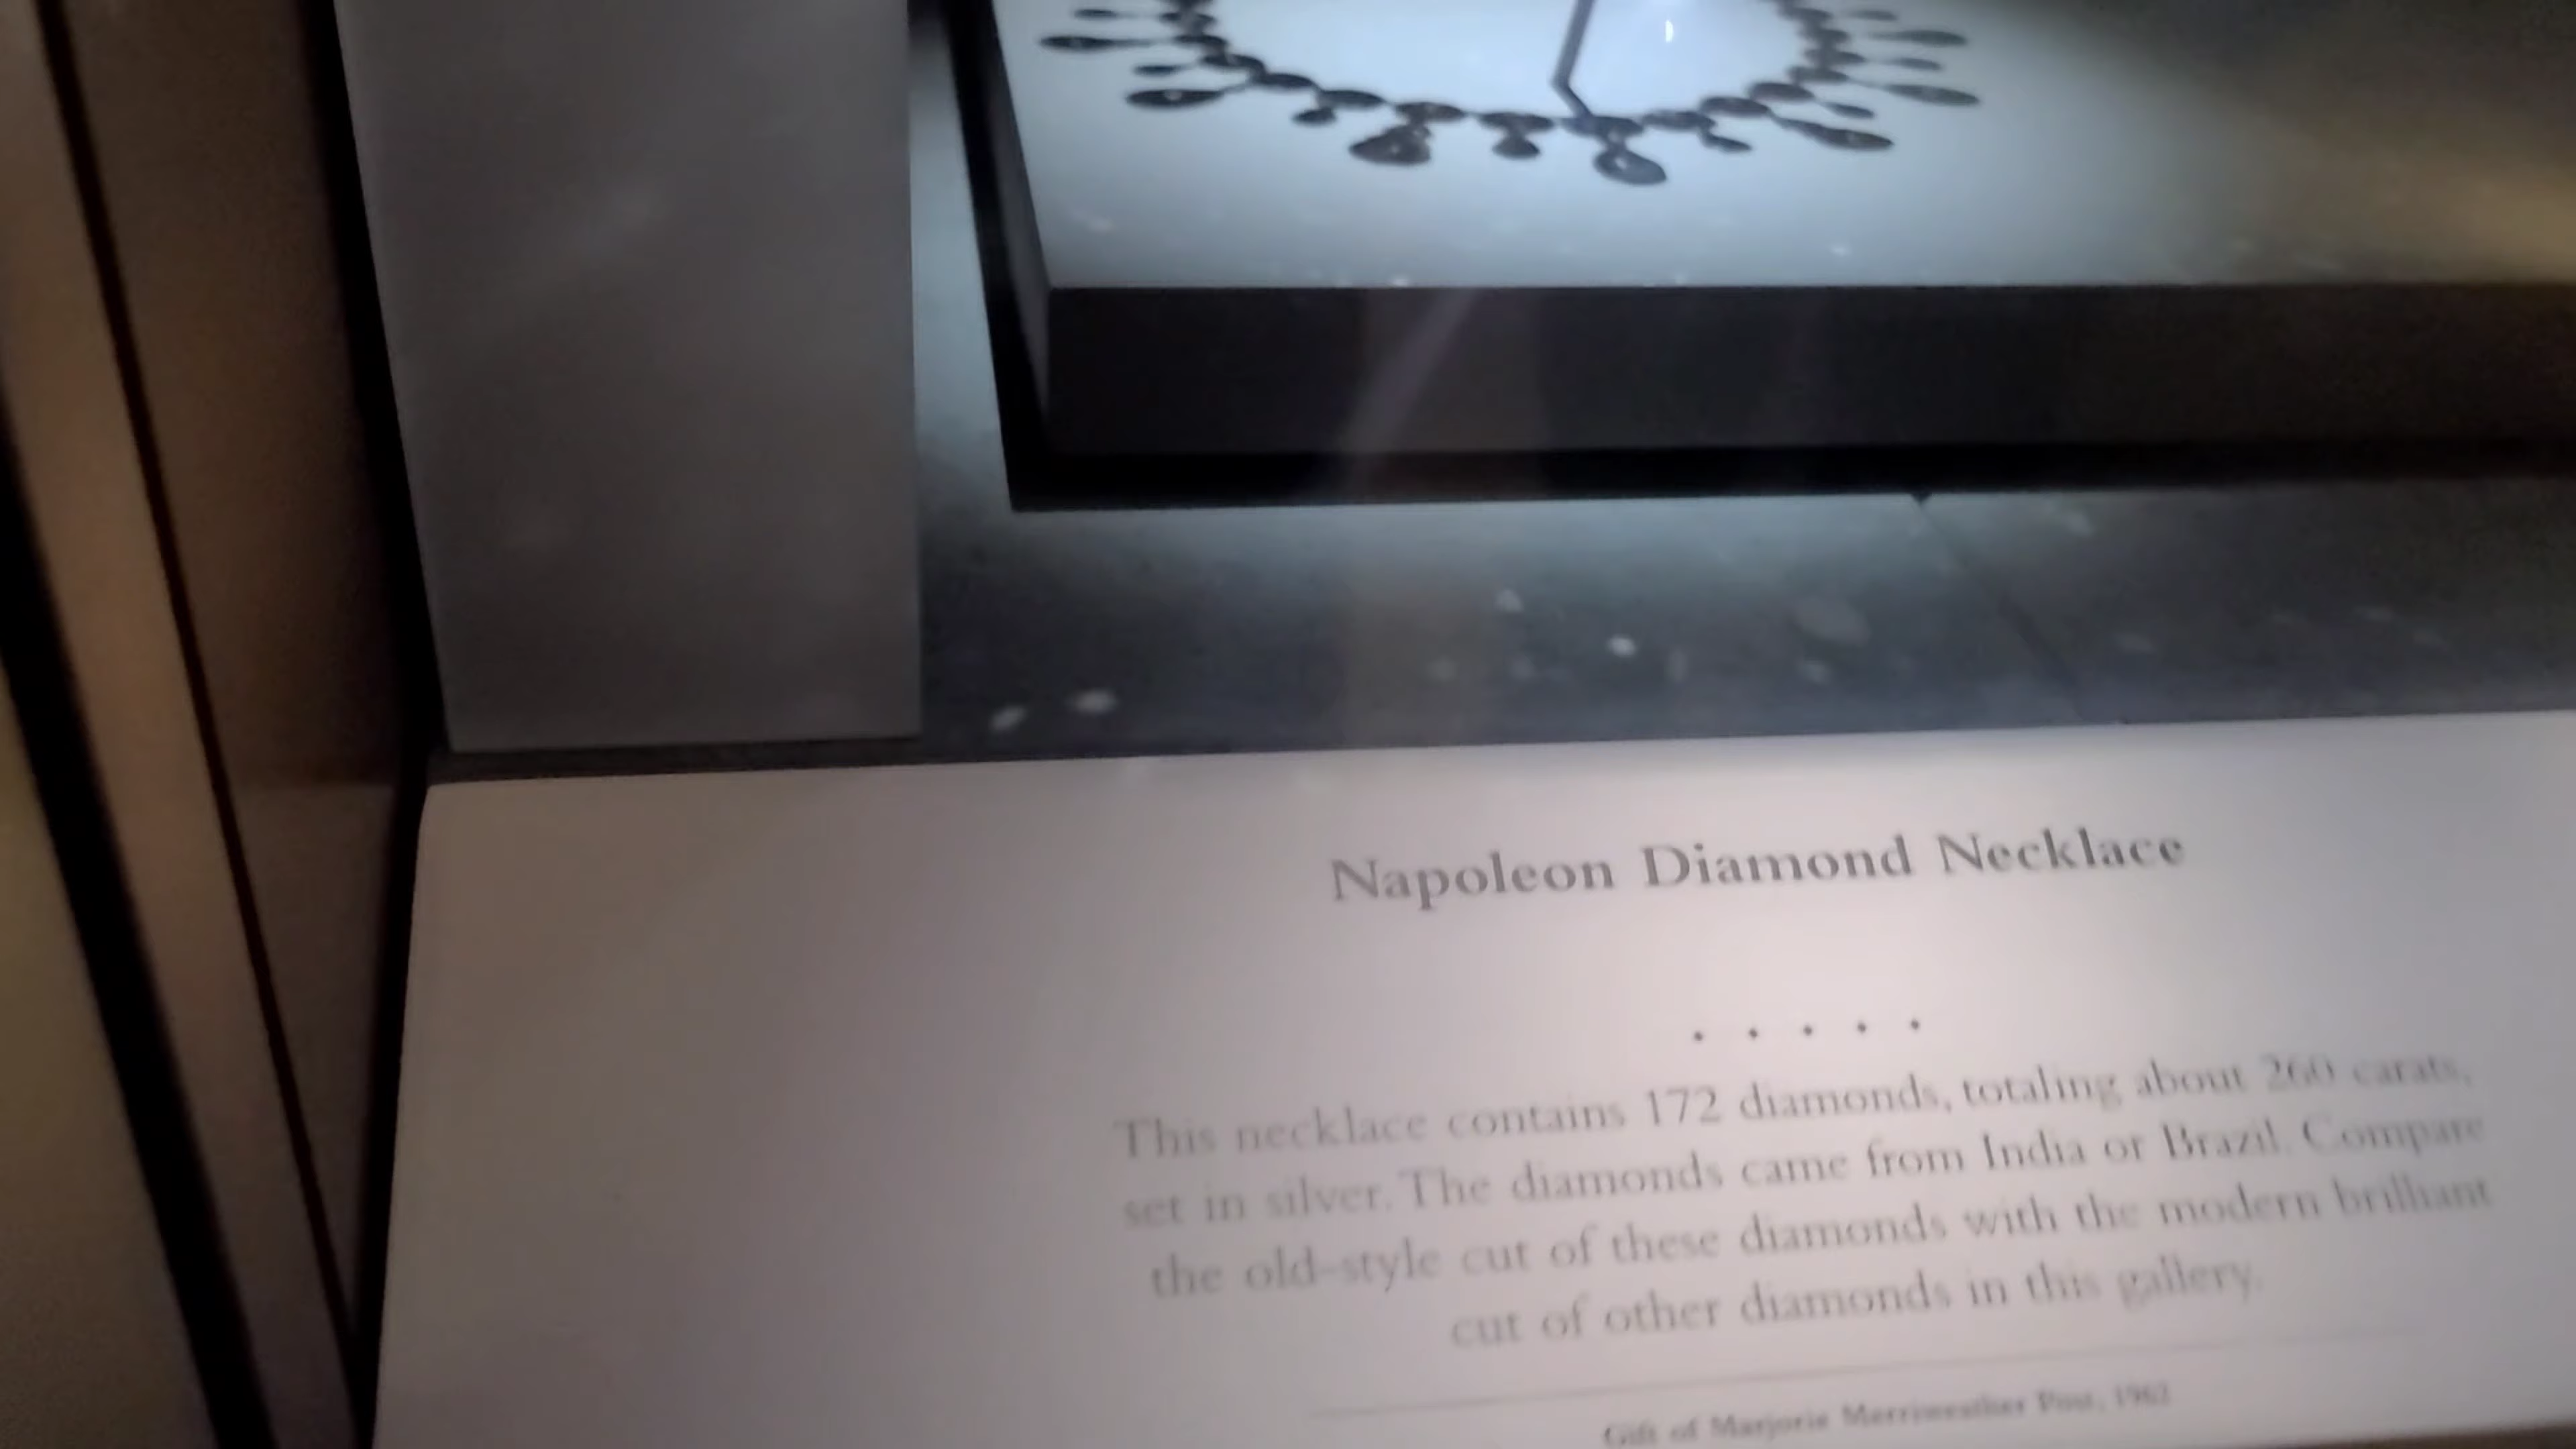 Napoleon Diamond Necklace
. . . . .
This necklace contains 172 diamonds, totaling about 260 carats,
set in silver. The diamonds came from India or Brazil. Compare
the old-style cut of these diamonds with the modern brilliant
cut of other diamonds in this gallery.
Gift of Marjorie Merriweather Post, 1962